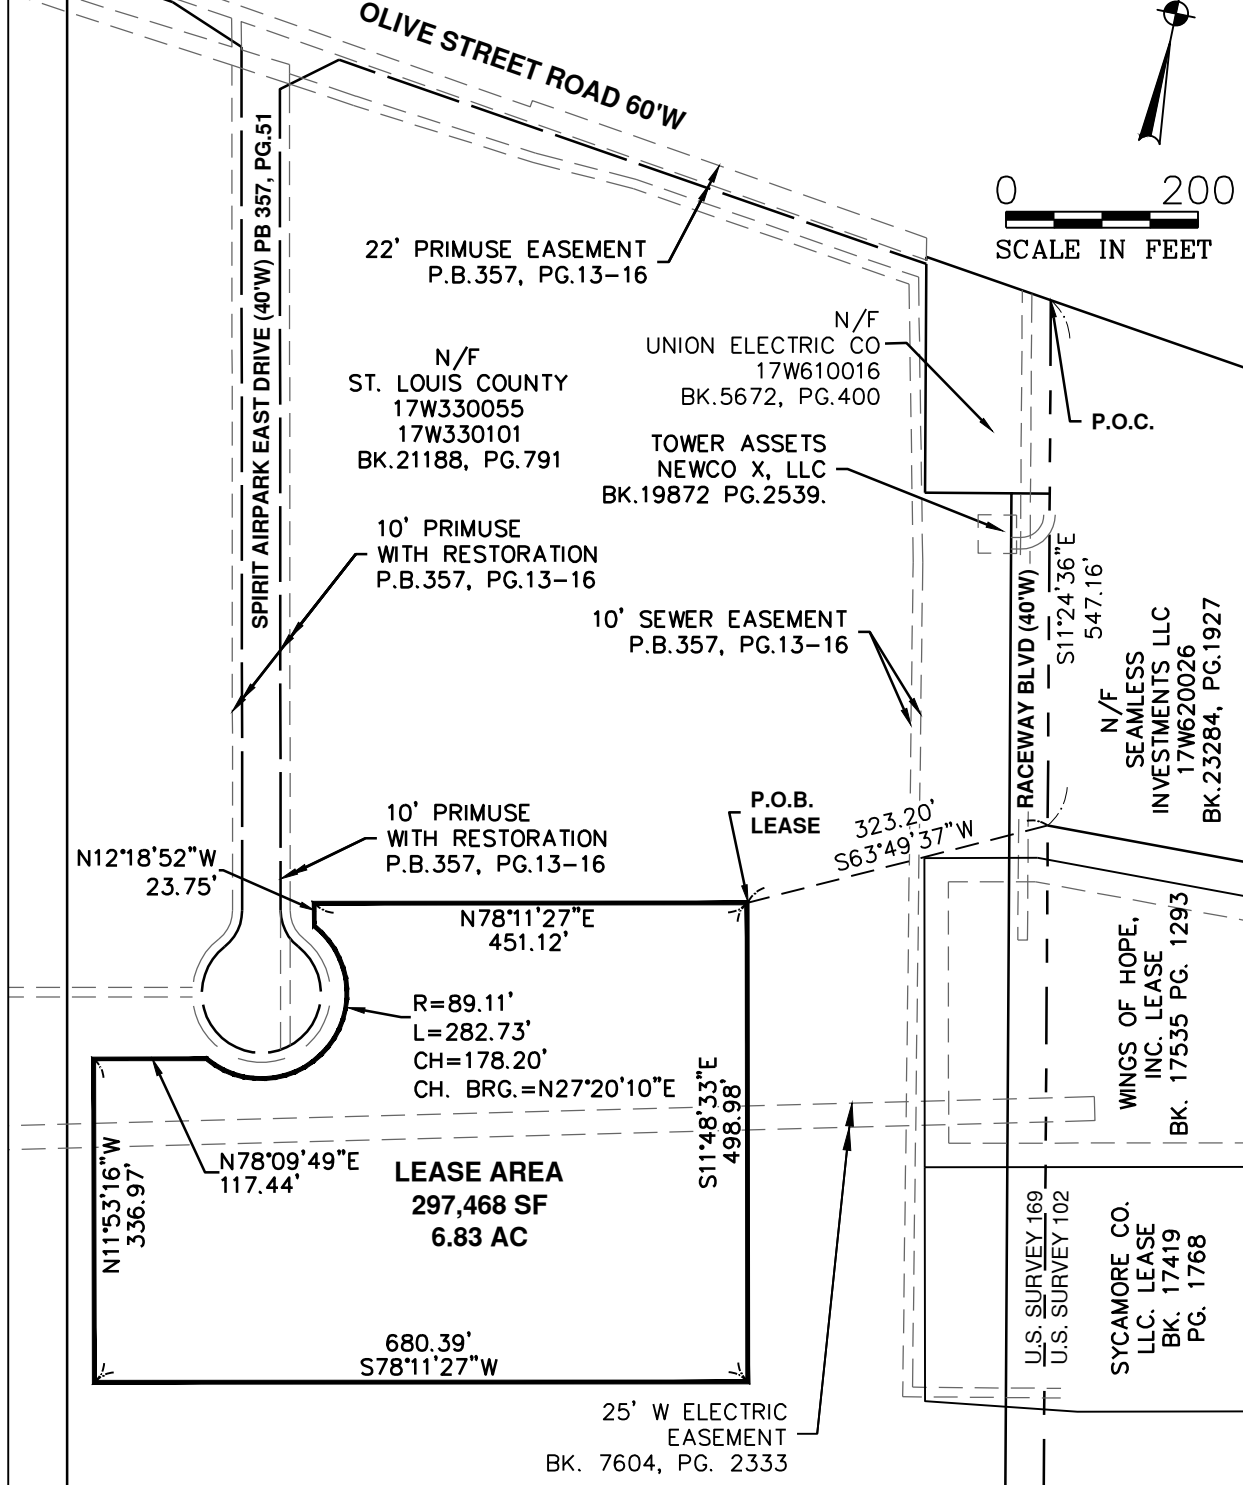 OLIVE STREET ROAD 60'W
0 200
SCALE IN FEET
SPIRIT AIRPARK EAST DRIVE (40'W) PB 357, PG.51
22' PRIMUSE EASEMENT
P.B.357, PG.13-16
N/F
UNION ELECTRIC CO
17W610016
BK.5672, PG.400
N/F
ST. LOUIS COUNTY
17W330055
17W330101
BK.21188, PG.791
P.O.C.
TOWER ASSETS
NEWCO X, LLC
BK.19872 PG.2539.
10' PRIMUSE
WITH RESTORATION
P.B.357, PG.13-16
10' SEWER EASEMENT
P.B.357, PG.13-16
RACEWAY BLVD (40'W)
S11°24'36"E
547.16'
N/F
SEAMLESS
INVESTMENTS LLC
17W620026
BK.23284, PG.1927
10' PRIMUSE
WITH RESTORATION
P.B.357, PG.13-16
P.O.B.
LEASE
323.20'
S63°49'37"W
N12°18'52"W
23.75'
N78°11'27"E
451.12'
R=89.11'
L=282.73'
CH=178.20'
CH. BRG.=N27°20'10"E
S11°48'33"E
498.98'
WINGS OF HOPE,
INC. LEASE
BK. 17535 PG. 1293
N78°09'49"E
117.44'
N11°53'16"W
336.97'
LEASE AREA
297,468 SF
6.83 AC
U.S. SURVEY 169
U.S. SURVEY 102
SYCAMORE CO.
LLC. LEASE
BK. 17419
PG. 1768
680.39'
S78°11'27"W
25' W ELECTRIC
EASEMENT
BK. 7604, PG. 2333